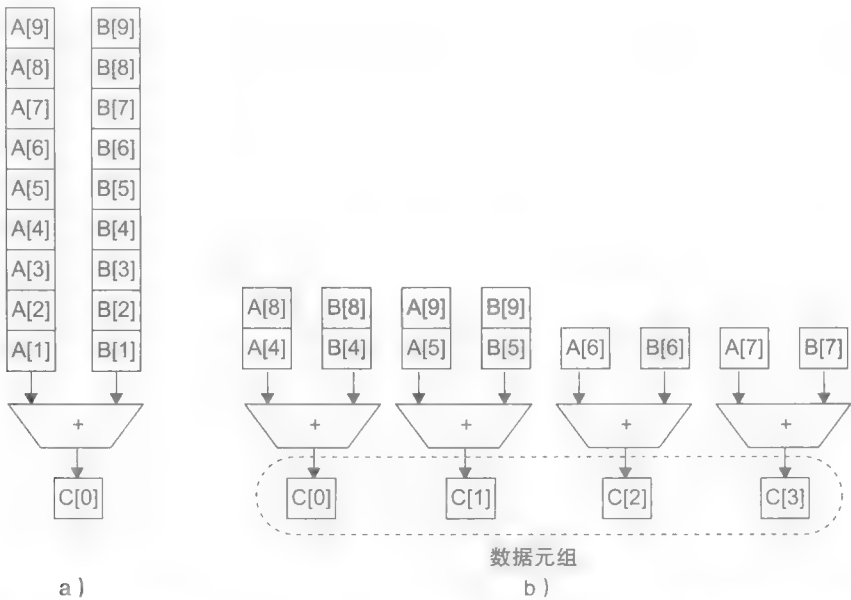 A[9] B[9]
A[8] B[8]
A[7] B[7]
A[6] B[6]
A[5] B[5]
A[4] B[4]
A[3] B[3]
A[2] B[2]
A[1] B[1]
+
C[0]
a)
A[8] B[8] A[9] B[9]
A[4] B[4] A[5] B[5] A[6] B[6] A[7] B[7]
+ + + +
C[0] C[1] C[2] C[3]
数据元组
b)